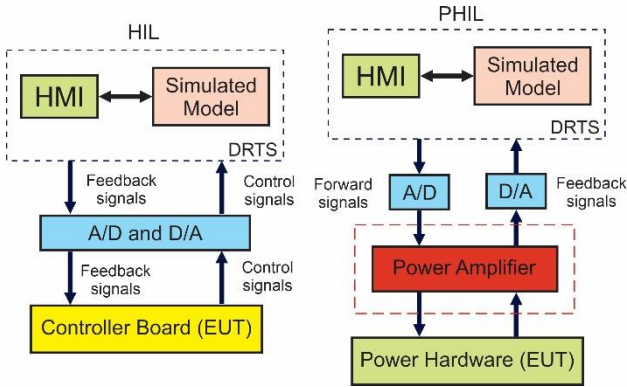 HIL
HMI
Simulated
Model
DRTS
Feedback
signals
Control
signals
A/D and D/A
Feedback
signals
Control
signals
Controller Board (EUT)
PHIL
HMI
Simulated
Model
DRTS
Forward
signals
A/D
D/A
Feedback
signals
Power Amplifier
Power Hardware (EUT)